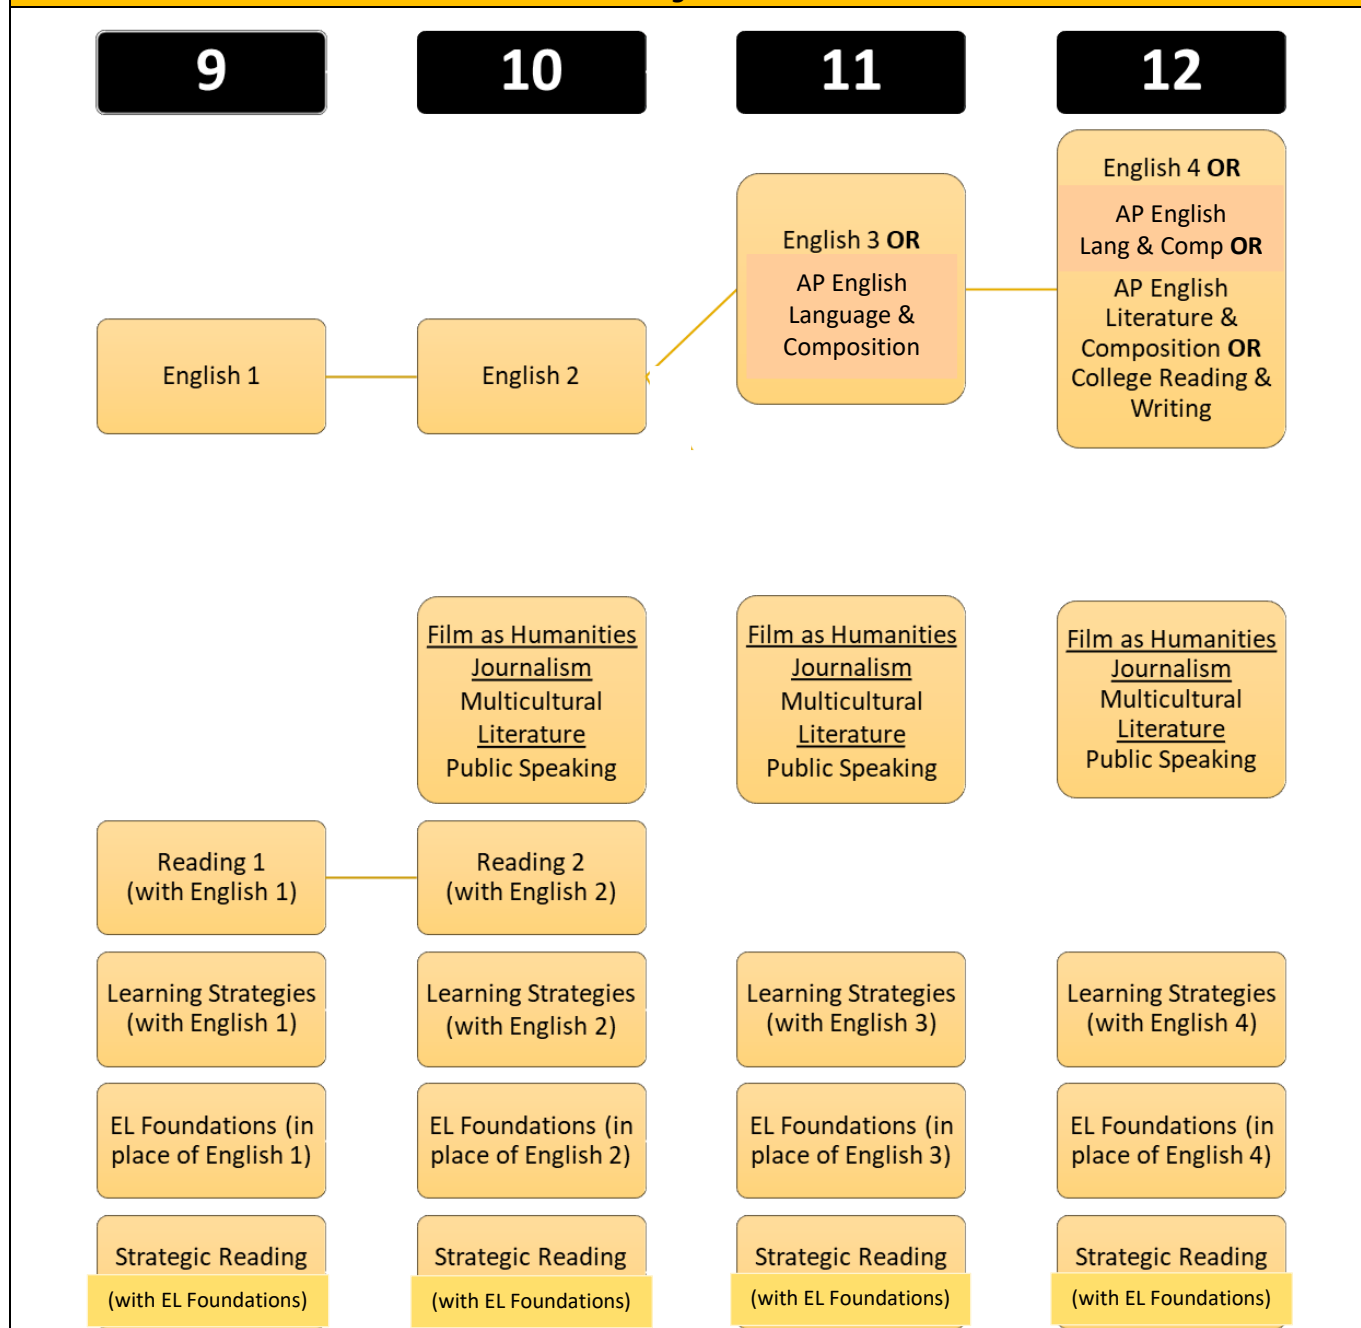 9
10
11
12
English 1
English 2
English 3 OR
AP English
Language &
Composition
English 4 OR
AP English
Lang & Comp OR
AP English
Literature &
Composition OR
College Reading &
Writing
Film as Humanities
Journalism
Multicultural
Literature
Public Speaking
Film as Humanities
Journalism
Multicultural
Literature
Public Speaking
Film as Humanities
Journalism
Multicultural
Literature
Public Speaking
Reading 1
(with English 1)
Reading 2
(with English 2)
Learning Strategies
(with English 1)
Learning Strategies
(with English 2)
Learning Strategies
(with English 3)
Learning Strategies
(with English 4)
EL Foundations (in
place of English 1)
EL Foundations (in
place of English 2)
EL Foundations (in
place of English 3)
EL Foundations (in
place of English 4)
Strategic Reading
(with EL Foundations)
Strategic Reading
(with EL Foundations)
Strategic Reading
(with EL Foundations)
Strategic Reading
(with EL Foundations)